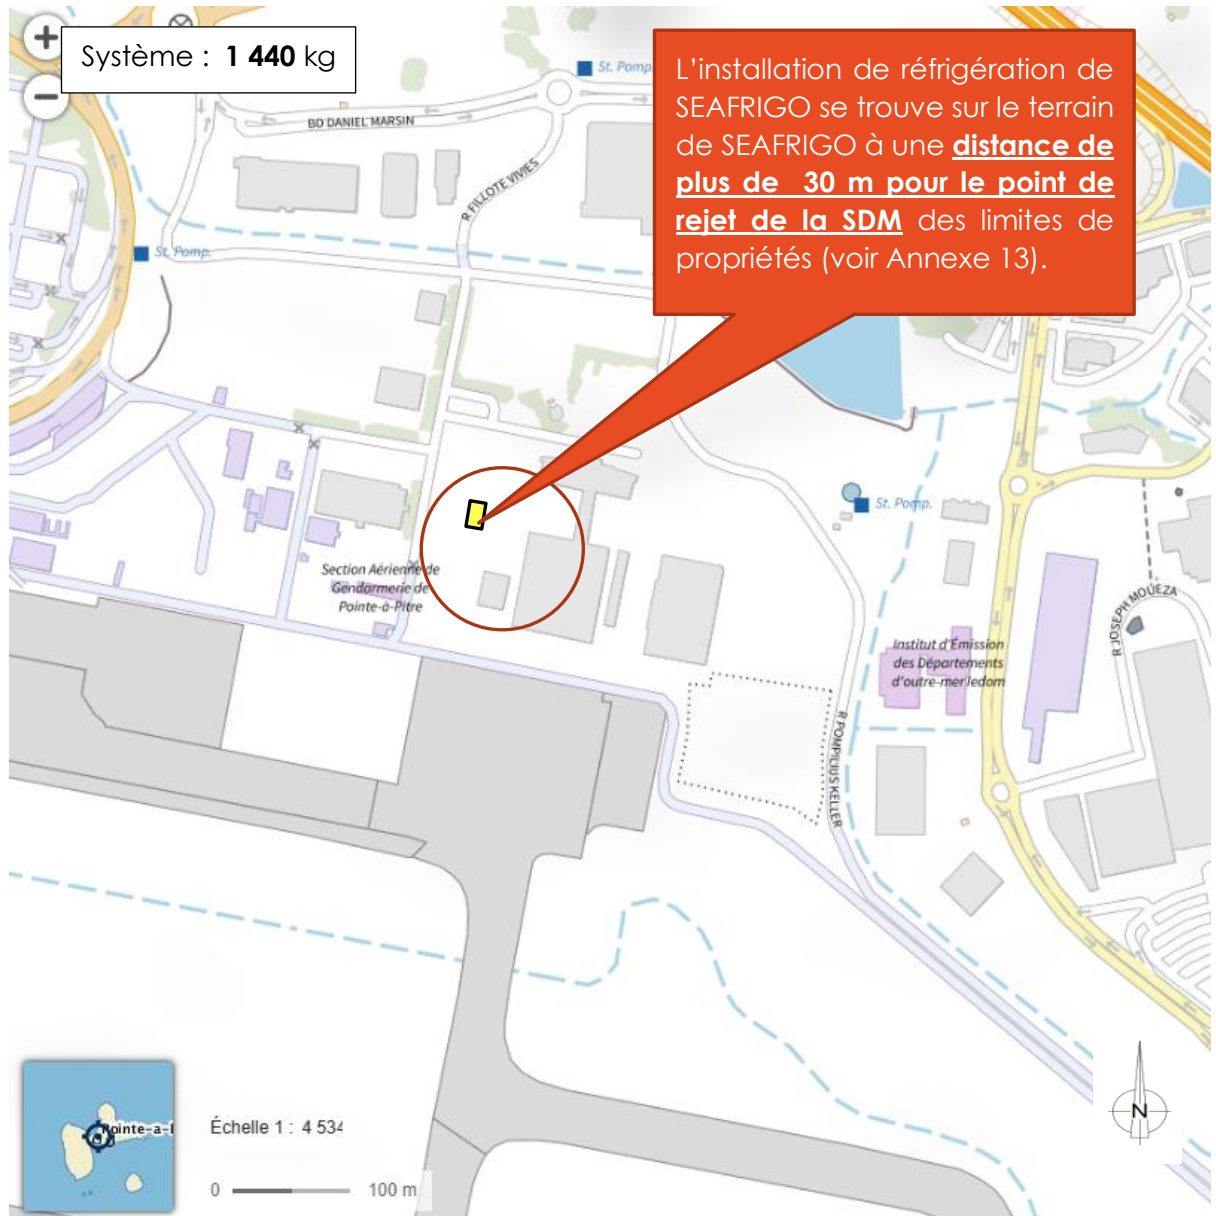 +
Système : 1 440 kg
−
St. Pomp
BD DANIEL MARSIN
L'installation de réfrigération de
SEAFRIGO se trouve sur le terrain
de SEAFRIGO à une distance de
plus de 30 m pour le point de
rejet de la SDM des limites de
propriétés (voir Annexe 13).
R FILLOTE VIVIES
St. Pomp.
St. Pomp.
Section Aérienne de
Gendarmerie de
Pointe-à-Pitre
R JOSEPH MOUEZA
Institut d'Émission
des Départements
d'outre-mer Iedom
R POMPILIUS KELLER
Pointe-a-
Échelle 1 : 4 534
0 100 m
N